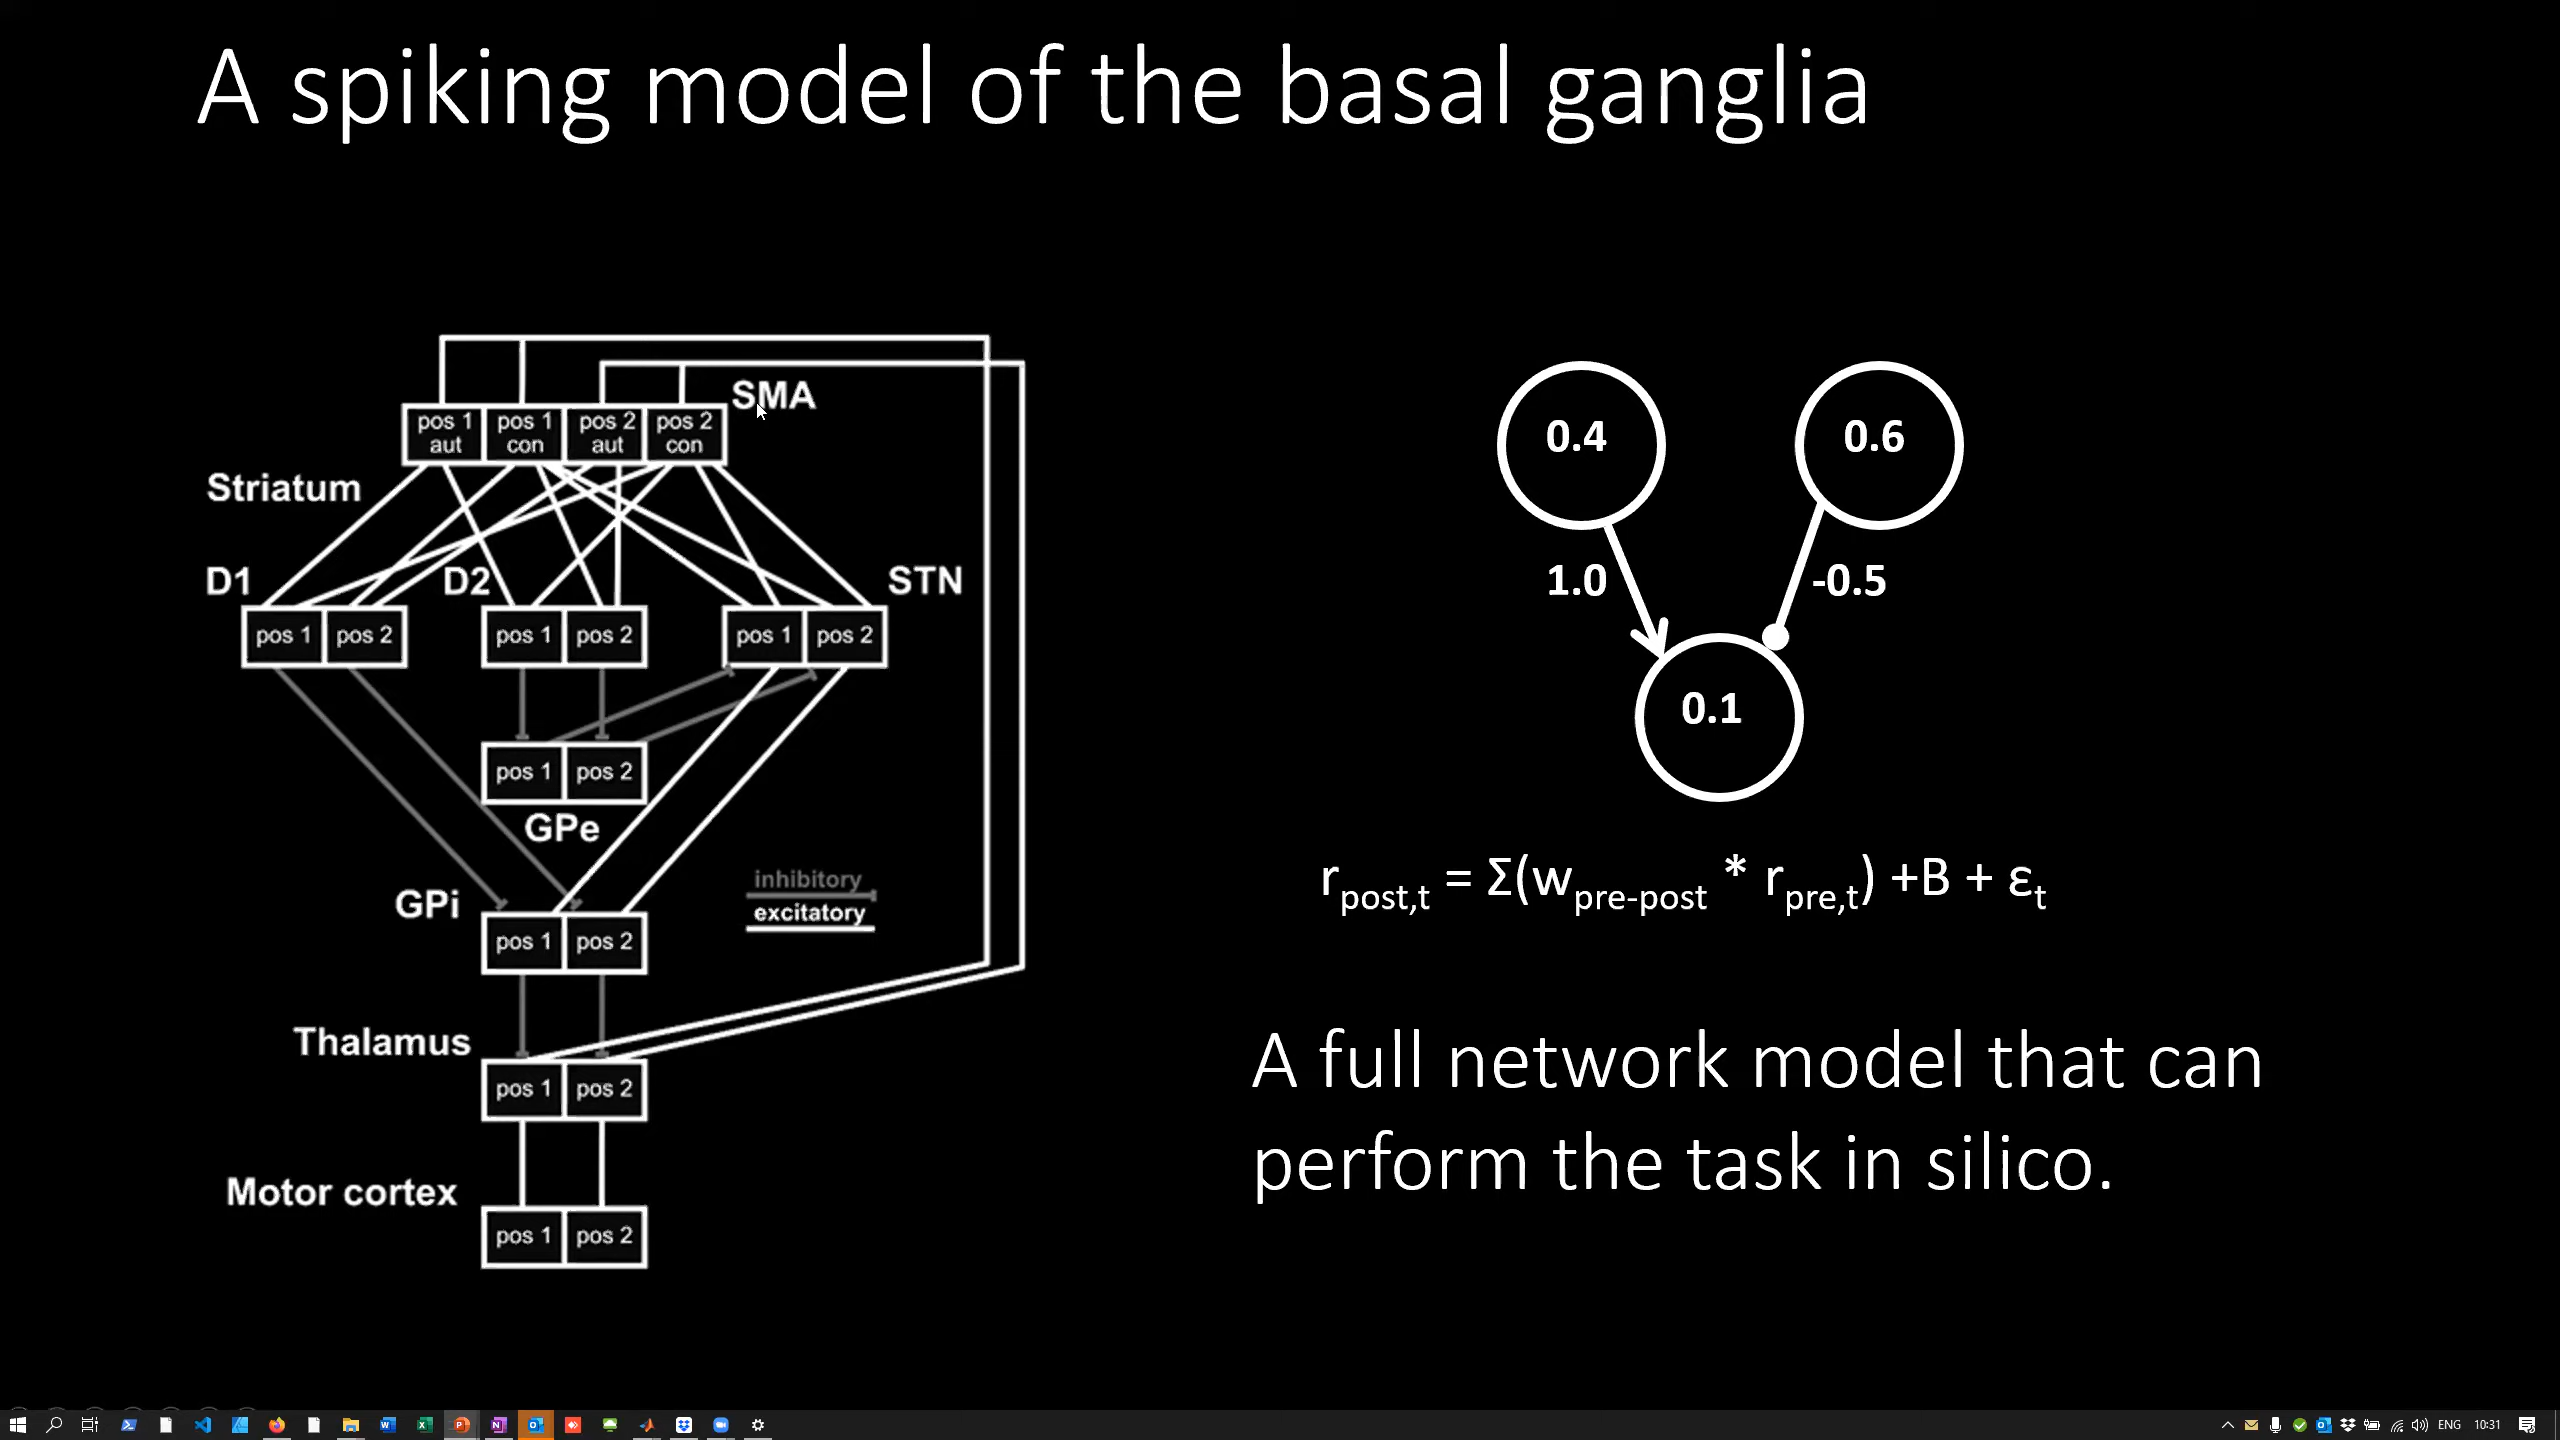 A spiking model of the basal ganglia
SMA
pos 1 pos 1 pos 2 pos 2
aut con aut con
Striatum
D1 D2 STN
pos 1 pos 2 pos 1 pos 2 pos 1 pos 2
pos 1 pos 2
GPe
inhibitory
excitatory
GPi
pos 1 pos 2
Thalamus
pos 1 pos 2
Motor cortex
pos 1 pos 2
0.4 0.6
1.0 -0.5
0.1
rpost,t = Σ(wpre-post * rpre,t) +B + εt
A full network model that can
perform the task in silico.
ENG 10:31